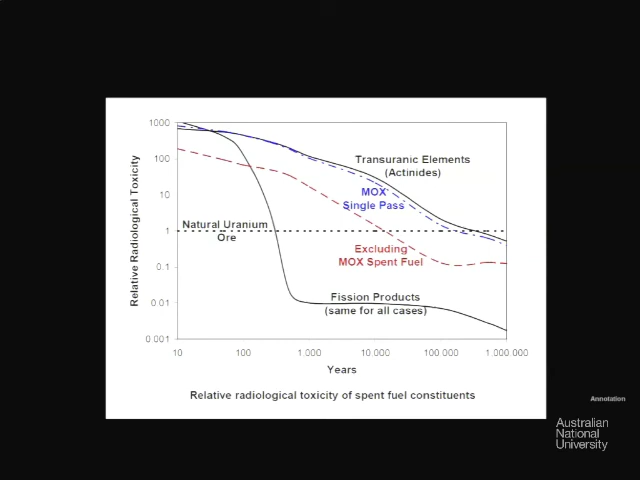 1000
100
10
1
0.1
0.01
0.001
Relative Radiological Toxicity
Transuranic Elements
(Actinides)
MOX
Single Pass
Natural Uranium
Ore
Excluding
MOX Spent Fuel
Fission Products
(same for all cases)
10
100
1 000
10 000
100 000
1,000 000
Years
Relative radiological toxicity of spent fuel constituents
Annotation
Australian
National
University